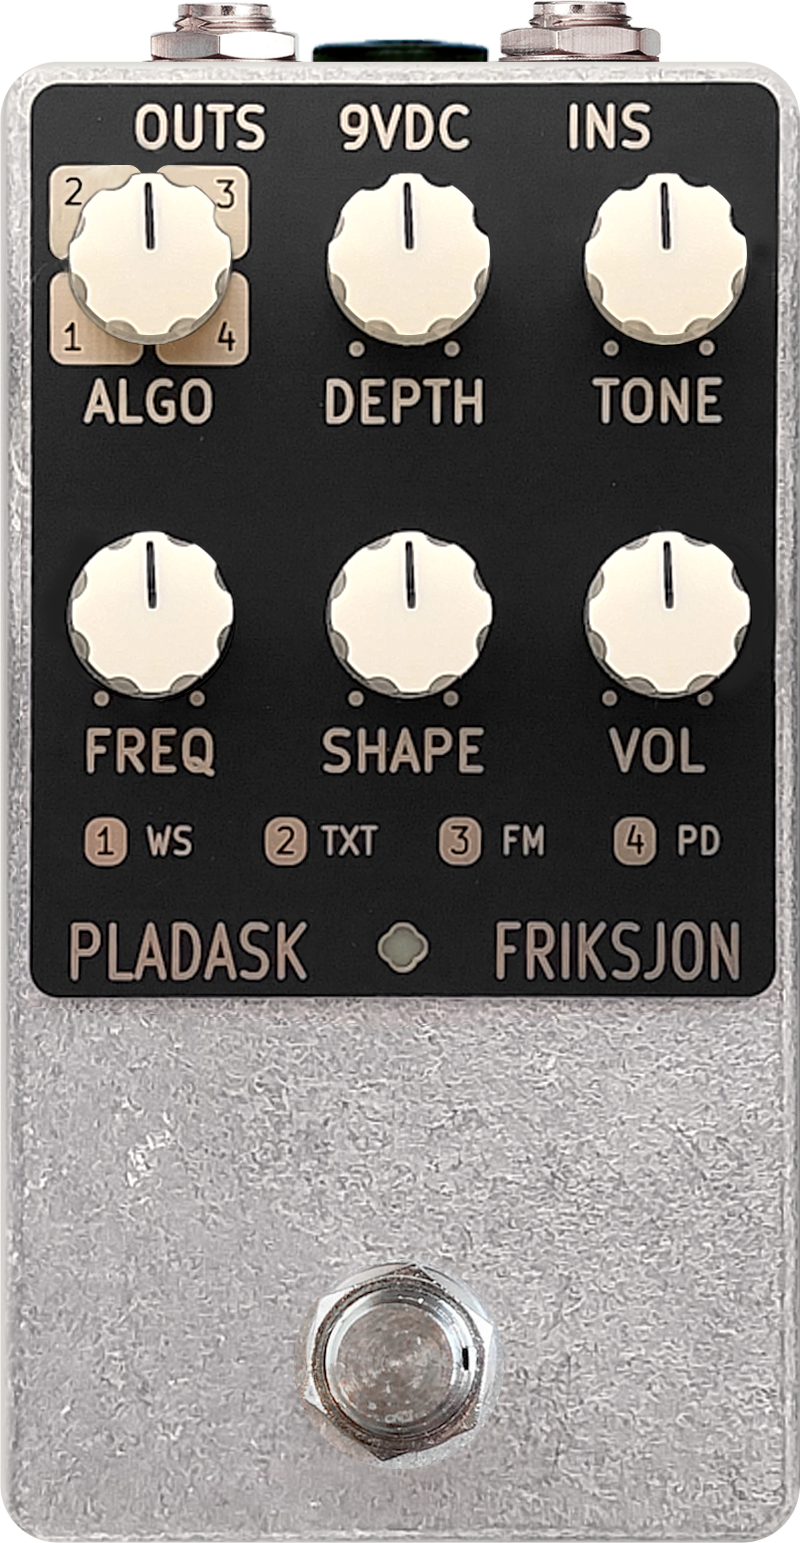 OUTS 9VDC INS
2 3
1 4
ALGO DEPTH TONE
FREQ SHAPE VOL
1 WS 2 TXT 3 FM 4 PD
PLADASK FRIKSJON